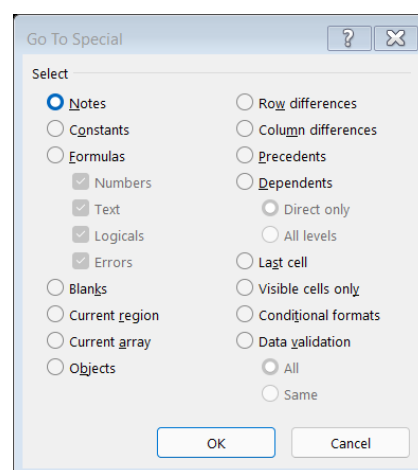 Go To Special
Select
Notes
Constants
Formulas
Numbers
Text
Logicals
Errors
Blanks
Current region
Current array
Objects
Row differences
Column differences
Precedents
Dependents
Direct only
All levels
Last cell
Visible cells only
Conditional formats
Data validation
All
Same
OK
Cancel